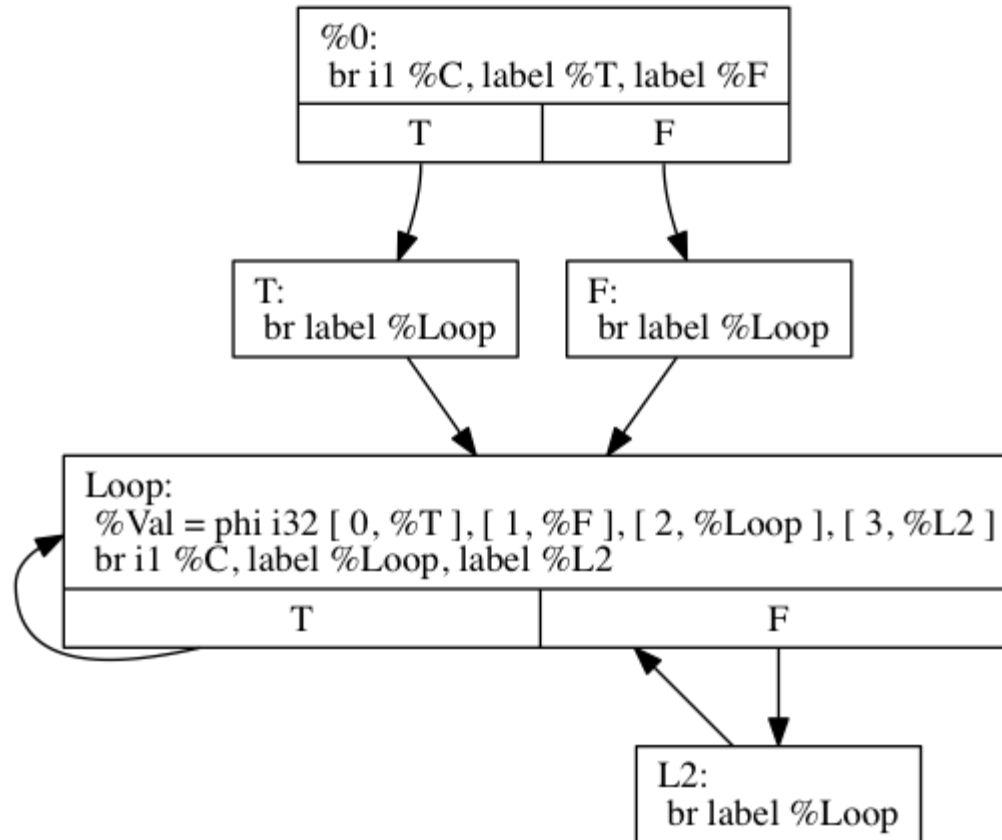 %0:
br i1 %C, label %T, label %F
T
F
T:
br label %Loop
F:
br label %Loop
Loop:
%Val = phi i32 [ 0, %T ], [ 1, %F ], [ 2, %Loop ], [ 3, %L2 ]
br i1 %C, label %Loop, label %L2
T
F
L2:
br label %Loop